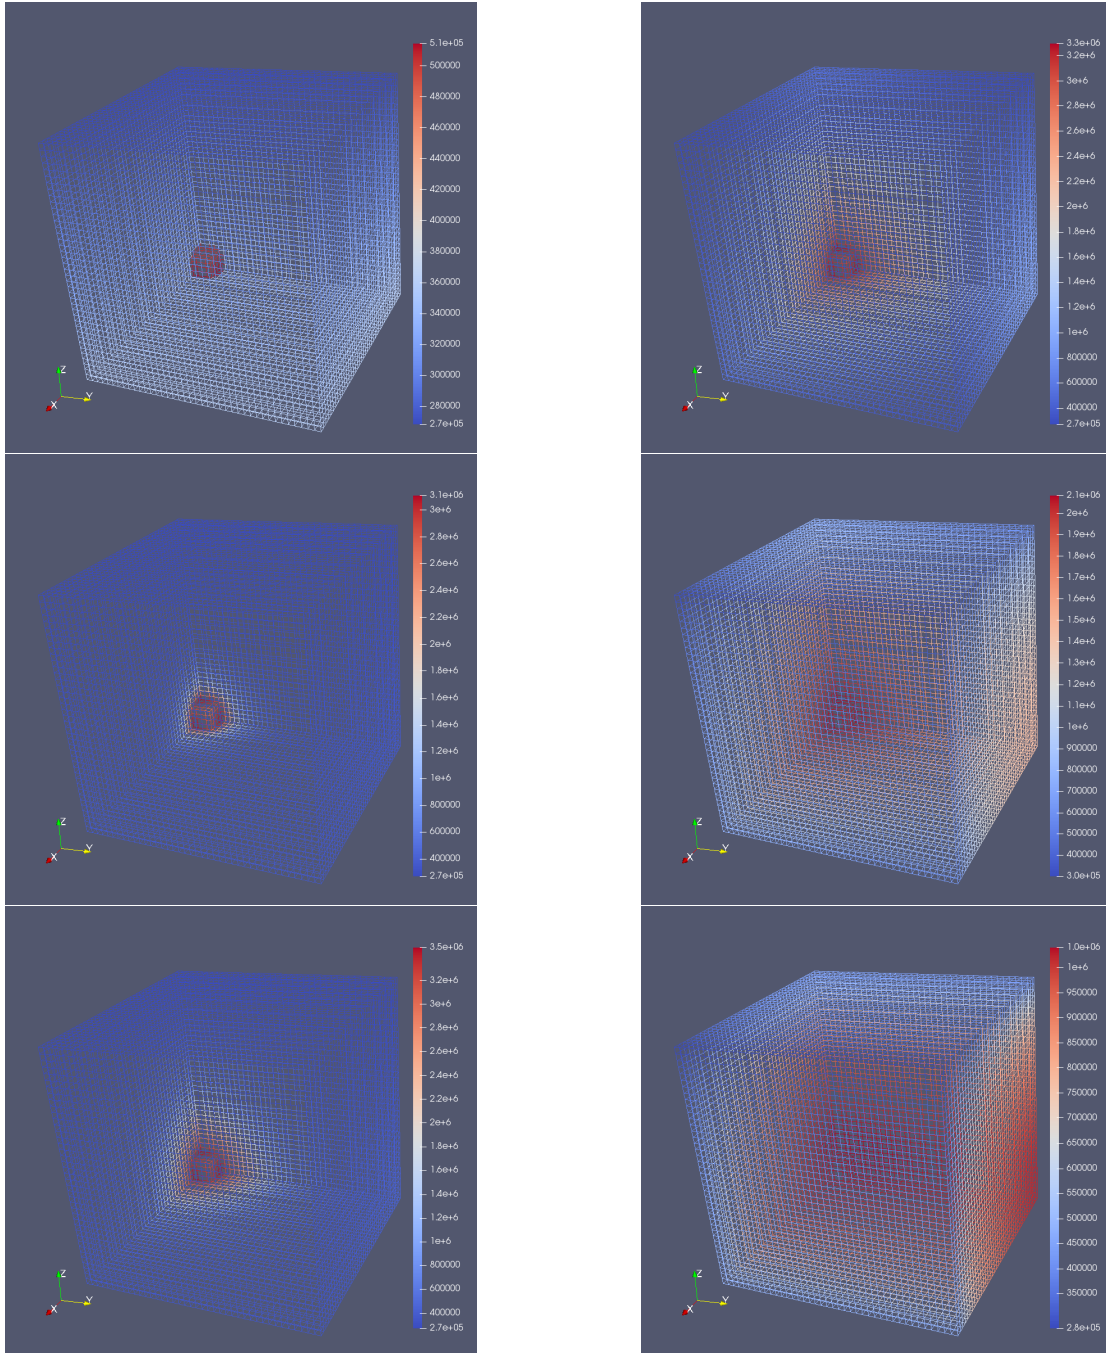 5.1e+05
500000
480000
460000
440000
420000
400000
380000
360000
340000
320000
300000
280000
2.7e+05
Z
X
Y
3.3e+06
3.2e+6
3e+6
2.8e+6
2.6e+6
2.4e+6
2.2e+6
2e+6
1.8e+6
1.6e+6
1.4e+6
1.2e+6
1e+6
800000
600000
400000
2.7e+05
Z
X
Y
3.1e+06
3e+6
2.8e+6
2.6e+6
2.4e+6
2.2e+6
2e+6
1.8e+6
1.6e+6
1.4e+6
1.2e+6
1e+6
800000
600000
400000
2.7e+05
Z
X
Y
2.1e+06
2e+6
1.9e+6
1.8e+6
1.7e+6
1.6e+6
1.5e+6
1.4e+6
1.3e+6
1.2e+6
1.1e+6
1e+6
900000
800000
700000
600000
500000
400000
3.0e+05
Z
X
Y
3.5e+06
3.2e+6
3e+6
2.8e+6
2.6e+6
2.4e+6
2.2e+6
2e+6
1.8e+6
1.6e+6
1.4e+6
1.2e+6
1e+6
800000
600000
400000
2.7e+05
Z
X
Y
1.0e+06
1e+6
950000
900000
850000
800000
750000
700000
650000
600000
550000
500000
450000
400000
350000
2.8e+05
Z
X
Y